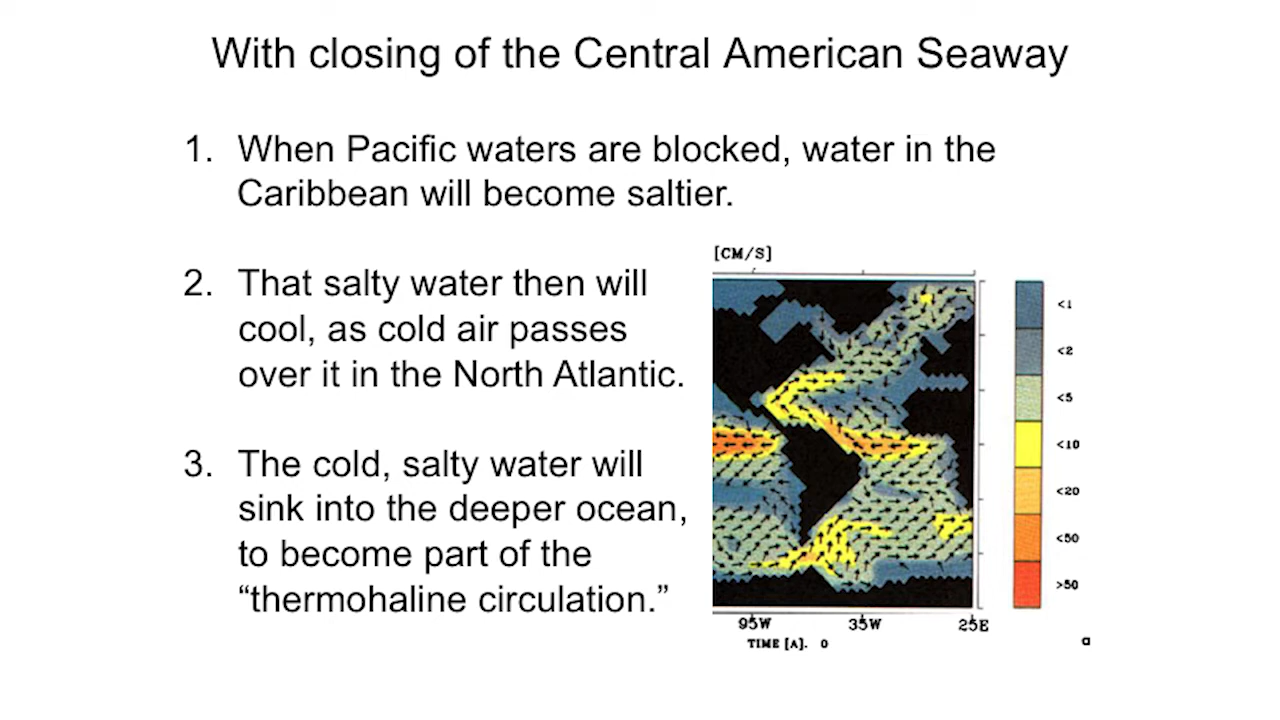 With closing of the Central American Seaway
1. When Pacific waters are blocked, water in the
Caribbean will become saltier.
2. That salty water then will
cool, as cold air passes
over it in the North Atlantic.
3. The cold, salty water will
sink into the deeper ocean,
to become part of the
“thermohaline circulation.”
[CM/S]
<1
<2
<5
<10
<20
<50
>50
95W 35W 25E
TIME [A]. 0
a